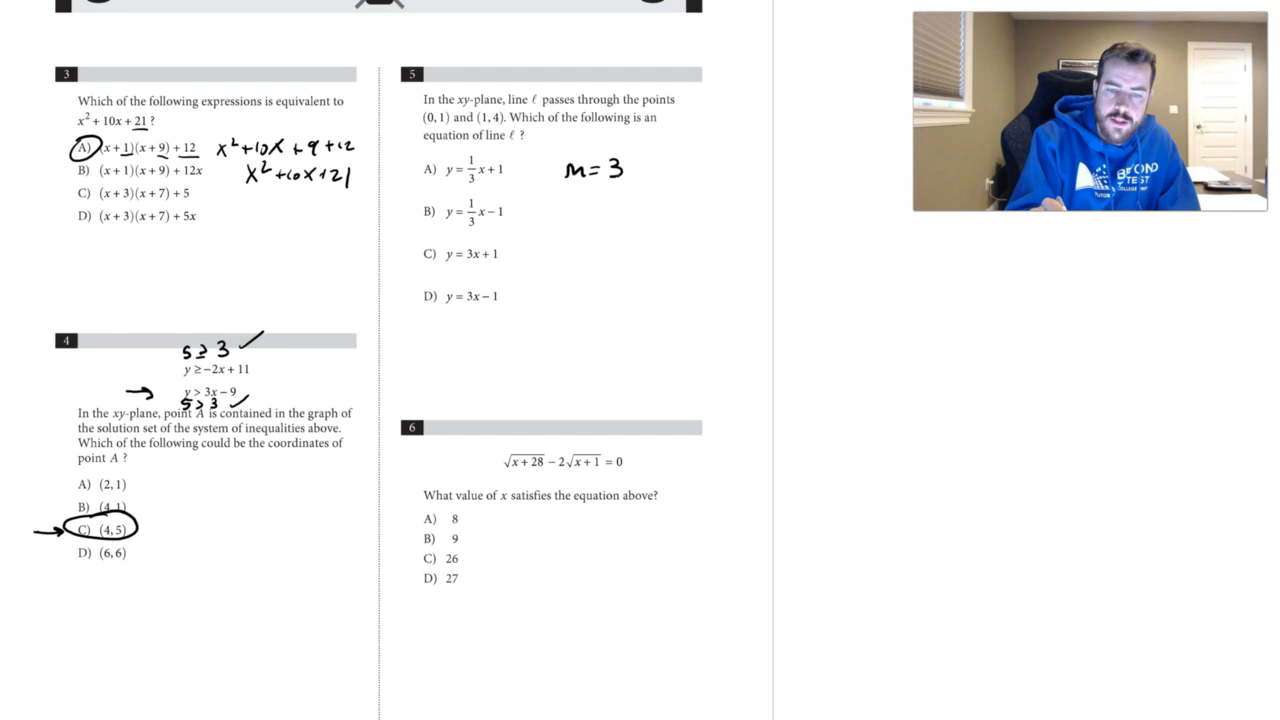 3
Which of the following expressions is equivalent to
x² + 10x + 21 ?
A) (x + 1)(x + 9) + 12
x²+10x + 9 +12
B) (x + 1)(x + 9) + 12x
x²+10x+21
C) (x + 3)(x + 7) + 5
D) (x + 3)(x + 7) + 5x
4
5 ≥ 3 ✓
y ≥ −2x + 11
→ y > 3x − 9
5 > 3 ✓
In the xy-plane, point A is contained in the graph of
the solution set of the system of inequalities above.
Which of the following could be the coordinates of
point A ?
A) (2, 1)
B) (4, 1)
→ C) (4, 5)
D) (6, 6)
5
In the xy-plane, line ℓ passes through the points
(0, 1) and (1, 4). Which of the following is an
equation of line ℓ ?
A) y = 1/3 x + 1
m = 3
B) y = 1/3 x − 1
C) y = 3x + 1
D) y = 3x − 1
6
√(x + 28) − 2√(x + 1) = 0
What value of x satisfies the equation above?
A) 8
B) 9
C) 26
D) 27
BEYOND
TEST
TUTOR